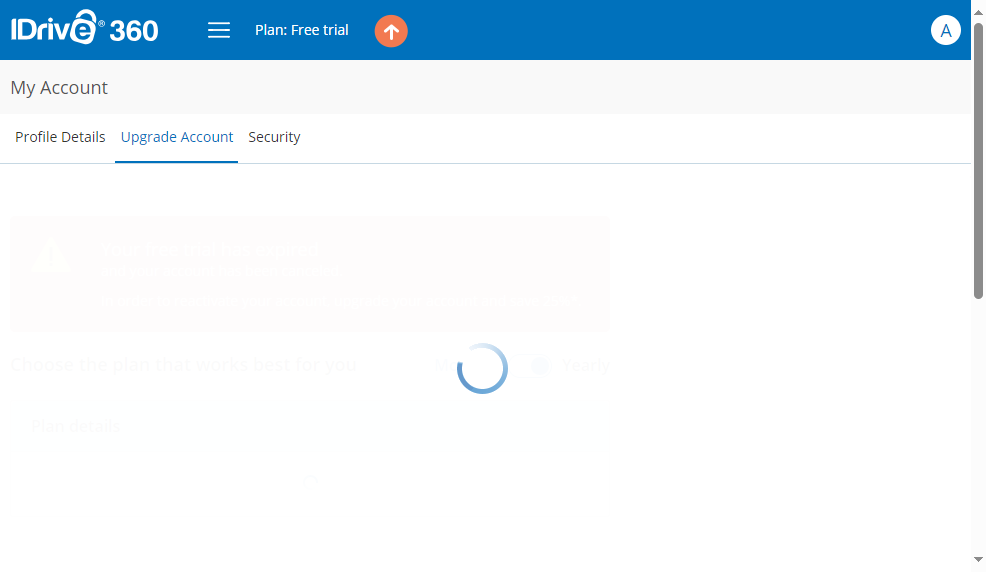 IDrive® 360
Plan: Free trial
A
My Account
Profile Details
Upgrade Account
Security
Choose the plan that works best for you
Yearly
Plan details